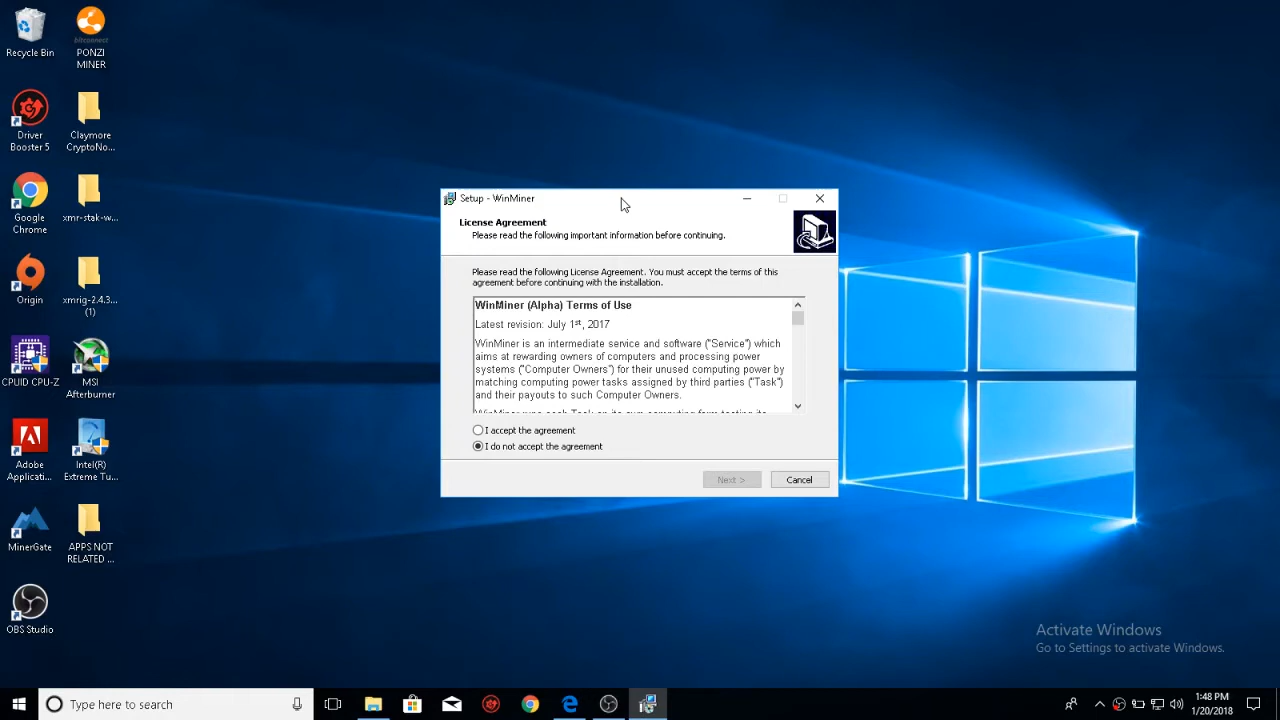 Recycle Bin
bitconnect
PONZI
MINER
Driver
Booster 5
Claymore
CryptoNo...
Google
Chrome
xmr-stak-w...
Origin
xmrig-2.4.3...
(1)
CPUID CPU-Z
MSI
Afterburner
Adobe
Applicati...
Intel(R)
Extreme Tu...
MinerGate
APPS NOT
RELATED ...
OBS Studio
Setup - WinMiner
License Agreement
Please read the following important information before continuing.
Please read the following License Agreement. You must accept the terms of this
agreement before continuing with the installation.
WinMiner (Alpha) Terms of Use
Latest revision: July 1st, 2017
WinMiner is an intermediate service and software ("Service") which
aims at rewarding owners of computers and processing power
systems ("Computer Owners") for their unused computing power by
matching computing power tasks assigned by third parties ("Task")
and their payouts to such Computer Owners.
I accept the agreement
I do not accept the agreement
Next >
Cancel
Activate Windows
Go to Settings to activate Windows.
Type here to search
1:48 PM
1/20/2018